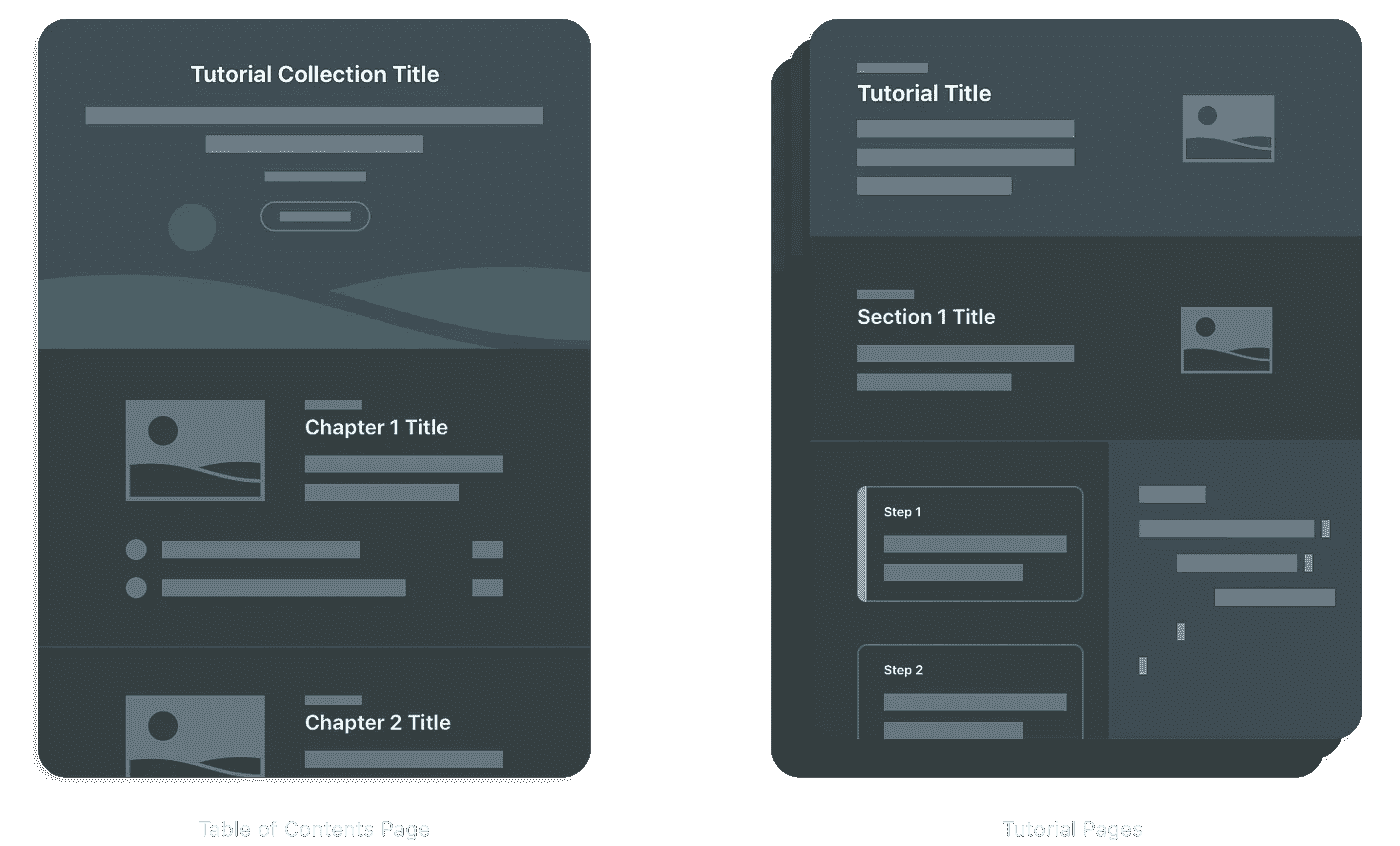 Tutorial Collection Title
Chapter 1 Title
Chapter 2 Title
Table of Contents Page
Tutorial Title
Section 1 Title
Step 1
Step 2
Tutorial Pages